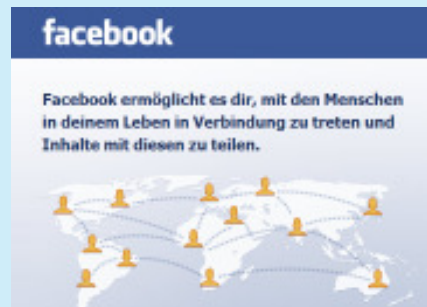 facebook
Facebook ermöglicht es dir, mit den Menschen
in deinem Leben in Verbindung zu treten und
Inhalte mit diesen zu teilen.